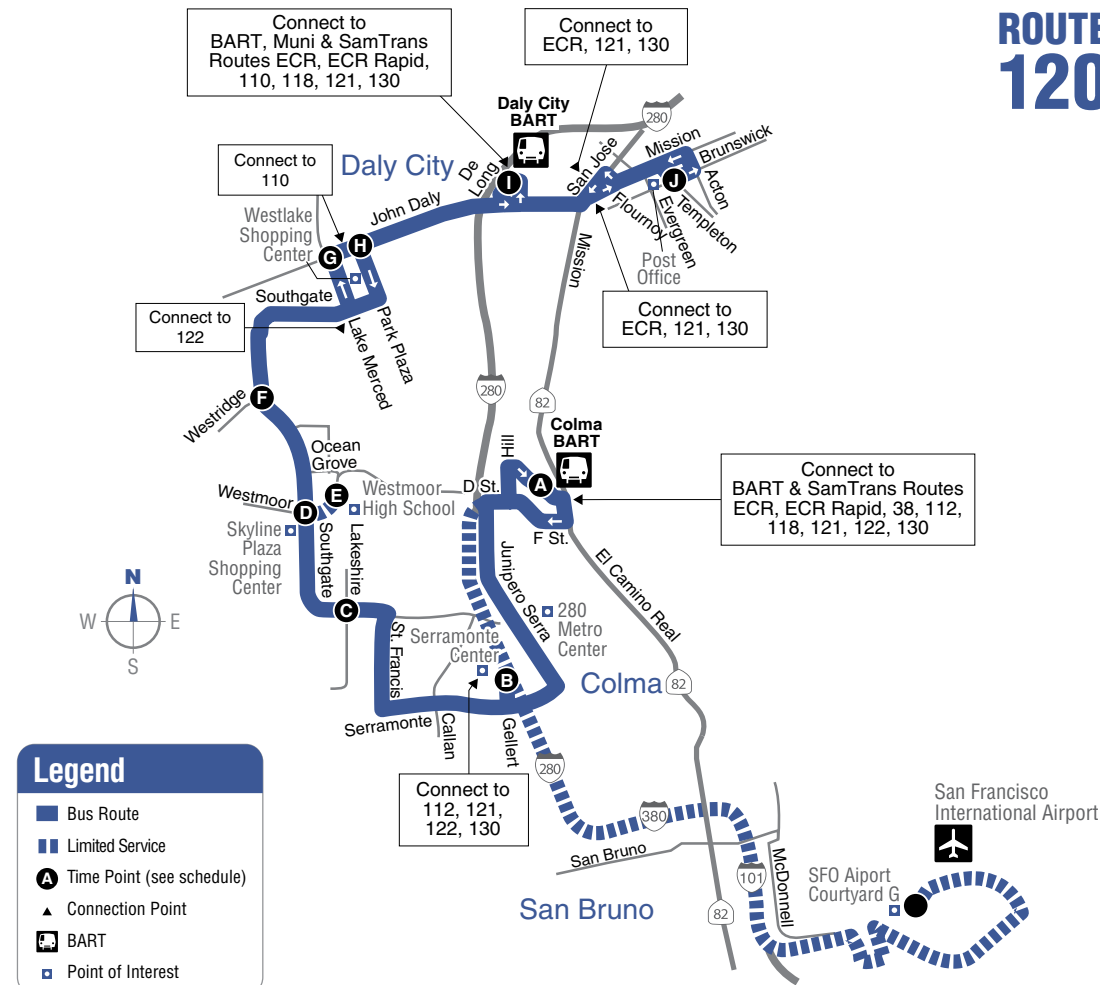 ROUTE
120
Connect to
BART, Muni & SamTrans
Routes ECR, ECR Rapid,
110, 118, 121, 130
Connect to
ECR, 121, 130
Daly City
BART
280
Connect to
110
Daly City
De Long
San Jose
Mission
Brunswick
I
J
Acton
Templeton
Evergreen
Flournoy
Post
Office
John Daly
Westlake
Shopping
Center
G
H
Mission
Southgate
Connect to
122
Park Plaza
Lake Merced
Connect to
ECR, 121, 130
280
82
F
Westridge
Colma
BART
Ocean
Grove
Hill
D St.
A
E
Westmoor
High School
Westmoor
D
F St.
Connect to
BART & SamTrans Routes
ECR, ECR Rapid, 38, 112,
118, 121, 122, 130
Skyline
Plaza
Shopping
Center
Southgate
Lakeshire
Junipero Serra
El Camino Real
N
W
E
S
C
280
Metro
Center
St. Francis
Serramonte
Center
B
Colma
82
Serramonte
Callan
Gellert
280
Connect to
112, 121,
122, 130
380
San Bruno
101
McDonnell
San Francisco
International Airport
SFO Aiport
Courtyard G
San Bruno
82
Legend
Bus Route
Limited Service
A Time Point (see schedule)
Connection Point
BART
Point of Interest